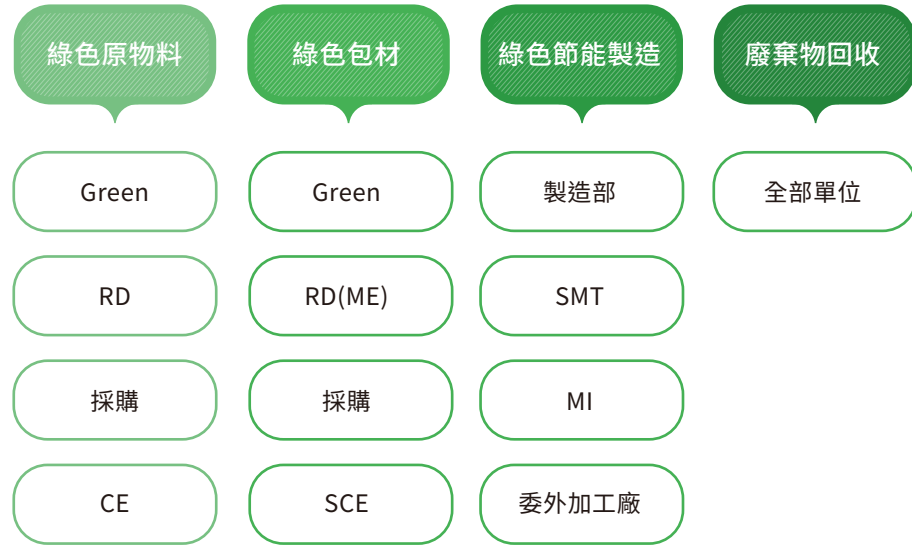 綠色原物料
綠色包材
綠色節能製造
廢棄物回收
Green
Green
製造部
全部單位
RD
RD(ME)
SMT
採購
採購
MI
CE
SCE
委外加工廠